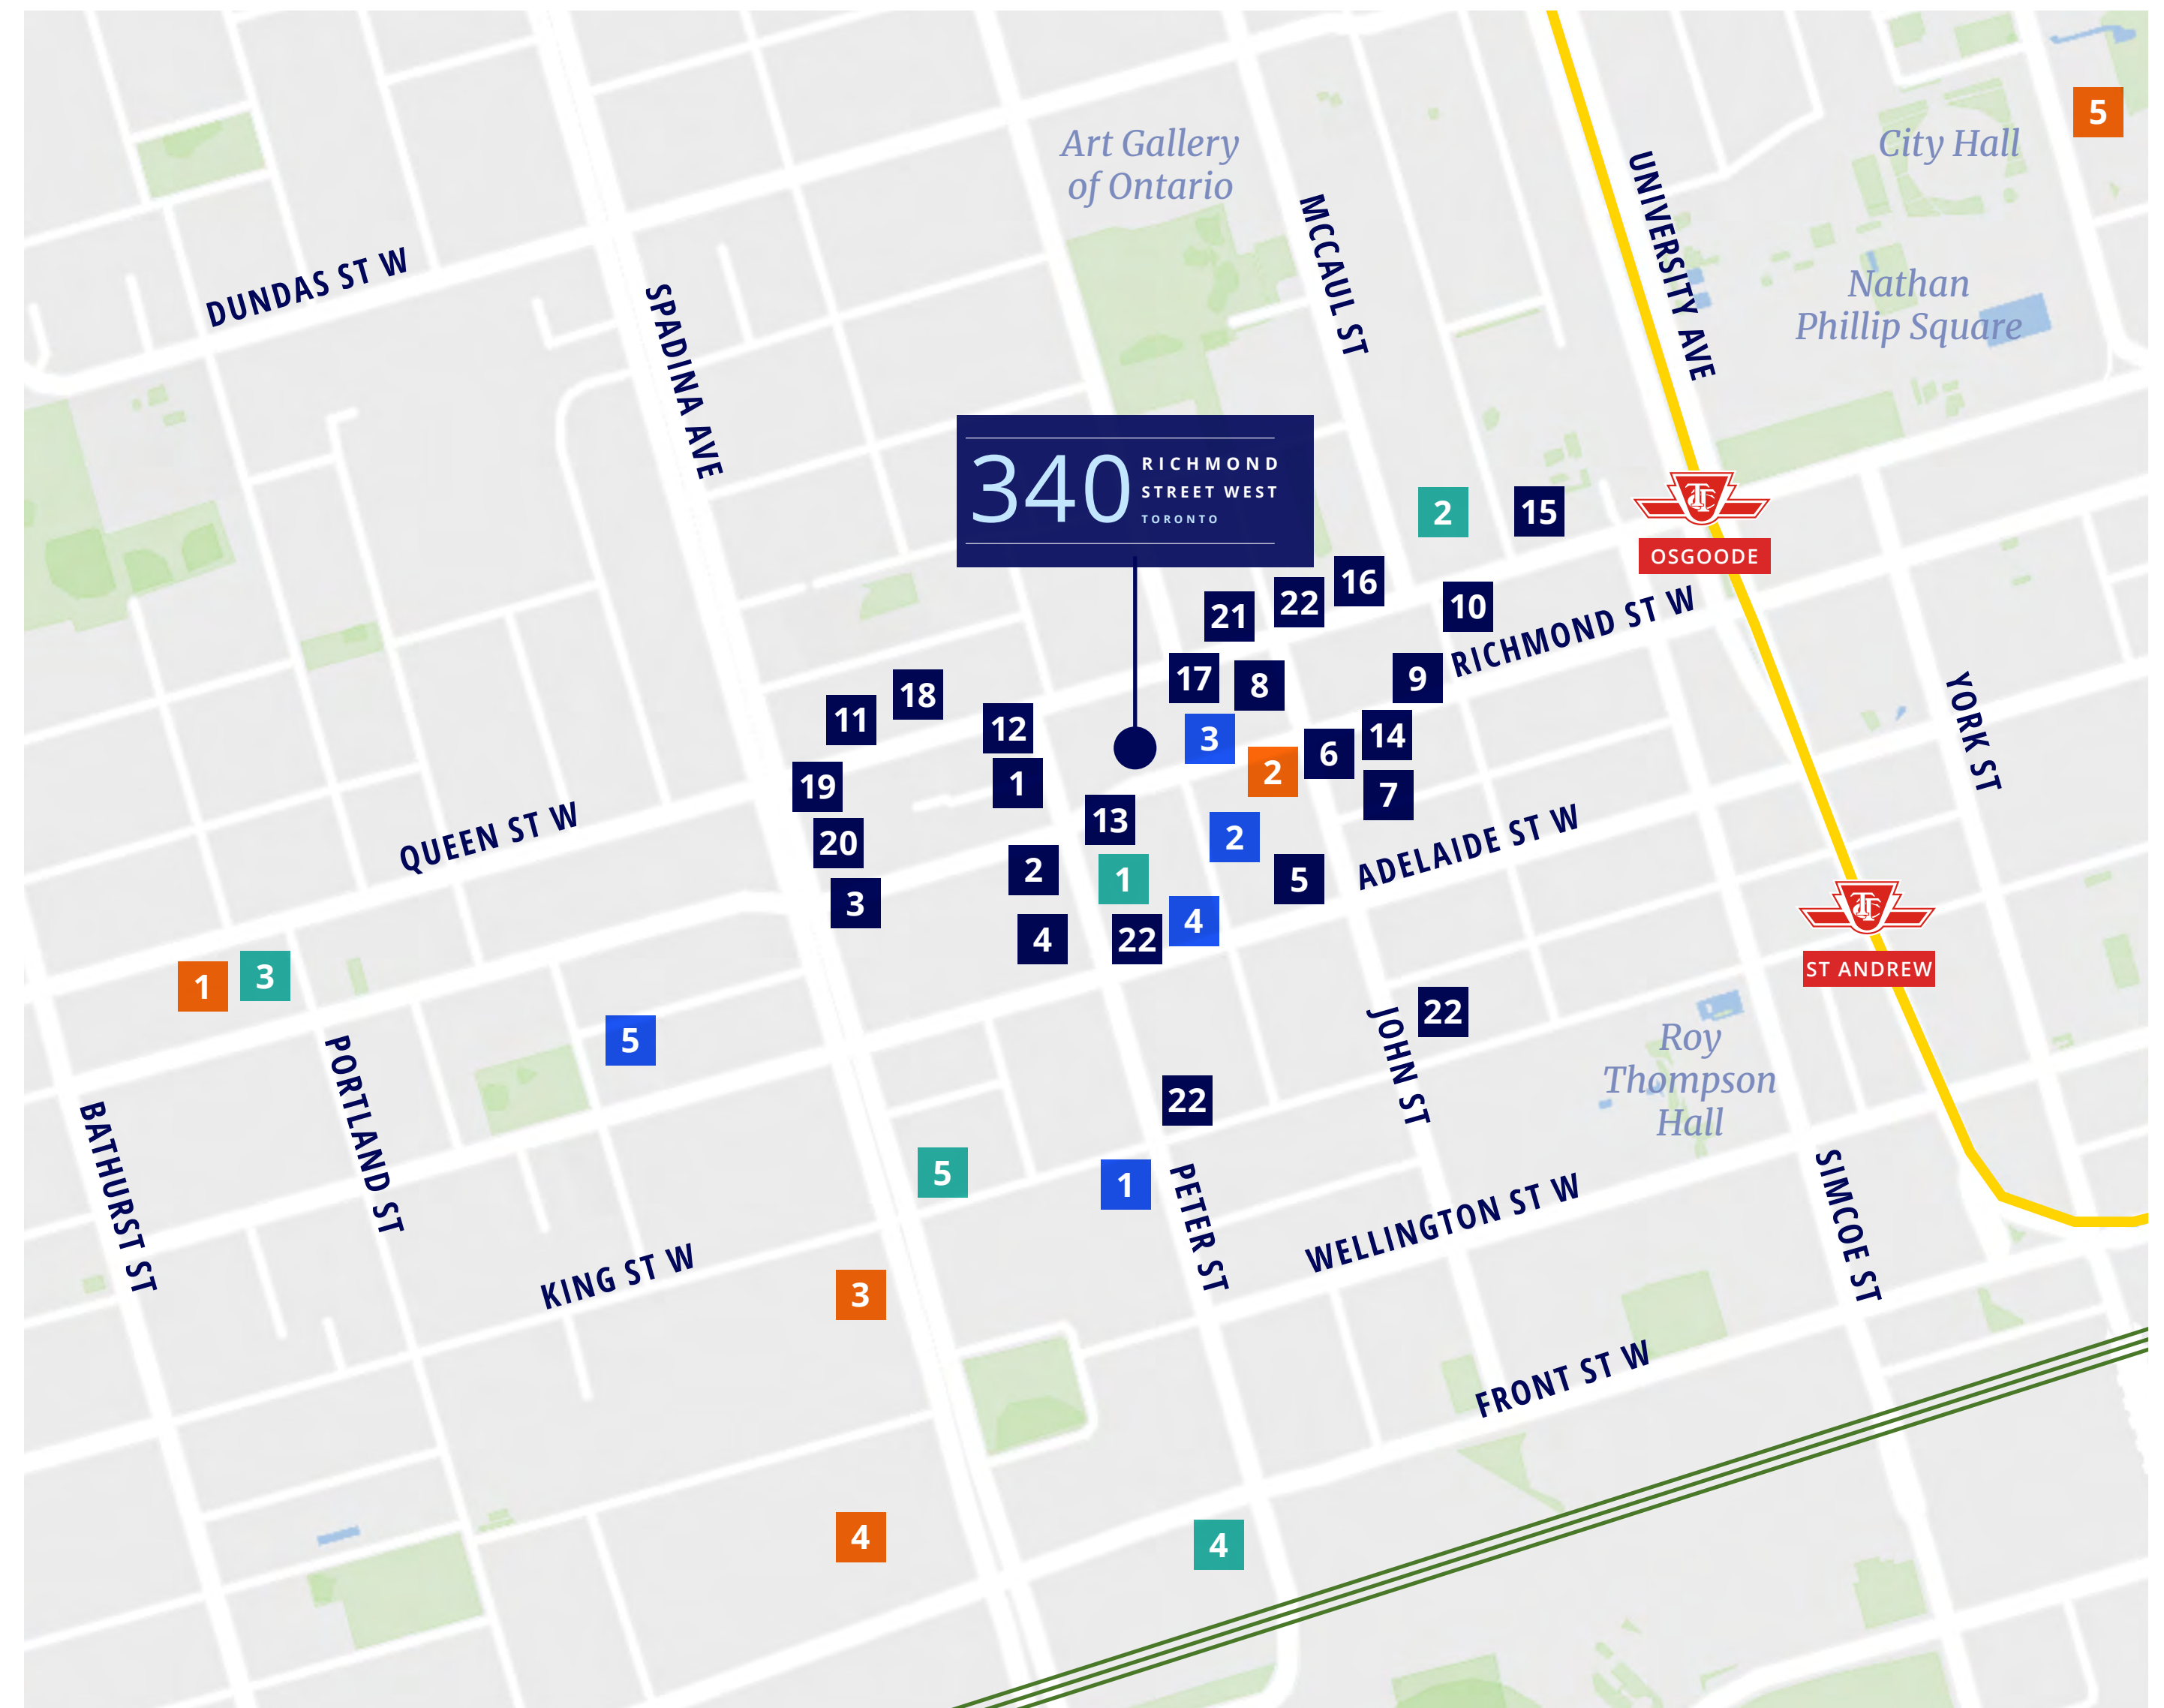 5
Art Gallery
of Ontario
City Hall
UNIVERSITY AVE
MCCAUL ST
DUNDAS ST W
SPADINA AVE
Nathan
Phillip Square
340
RICHMOND
STREET WEST
TORONTO
2
15
OSGOODE
16
22
21
10
RICHMOND ST W
17
8
9
18
11
12
3
14
6
2
YORK ST
19
1
7
13
20
2
QUEEN ST W
ADELAIDE ST W
2
1
5
3
4
22
4
ST ANDREW
1
3
5
22
JOHN ST
Roy
Thompson
Hall
PORTLAND ST
BATHURST ST
22
5
1
PETER ST
WELLINGTON ST W
SIMCOE ST
KING ST W
3
FRONT ST W
4
4